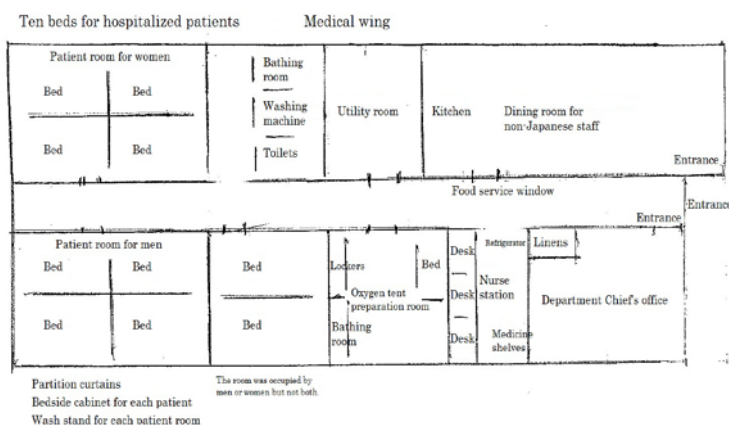 Ten beds for hospitalized patients
Medical wing
Patient room for women
Bed
Bed
Bed
Bed
Bathing
room
Washing
machine
Toilets
Utility room
Kitchen
Dining room for
non-Japanese staff
Entrance
Food service window
Entrance
Entrance
Patient room for men
Bed
Bed
Bed
Bed
Bed
Bed
Lockers
Bed
Oxygen tent
preparation room
Bathing
room
Desk
Desk
Desk
Refrigerator
Nurse
station
Medicine
shelves
Linens
Department Chief's office
Partition curtains
Bedside cabinet for each patient
Wash stand for each patient room
The room was occupied by
men or women but not both.